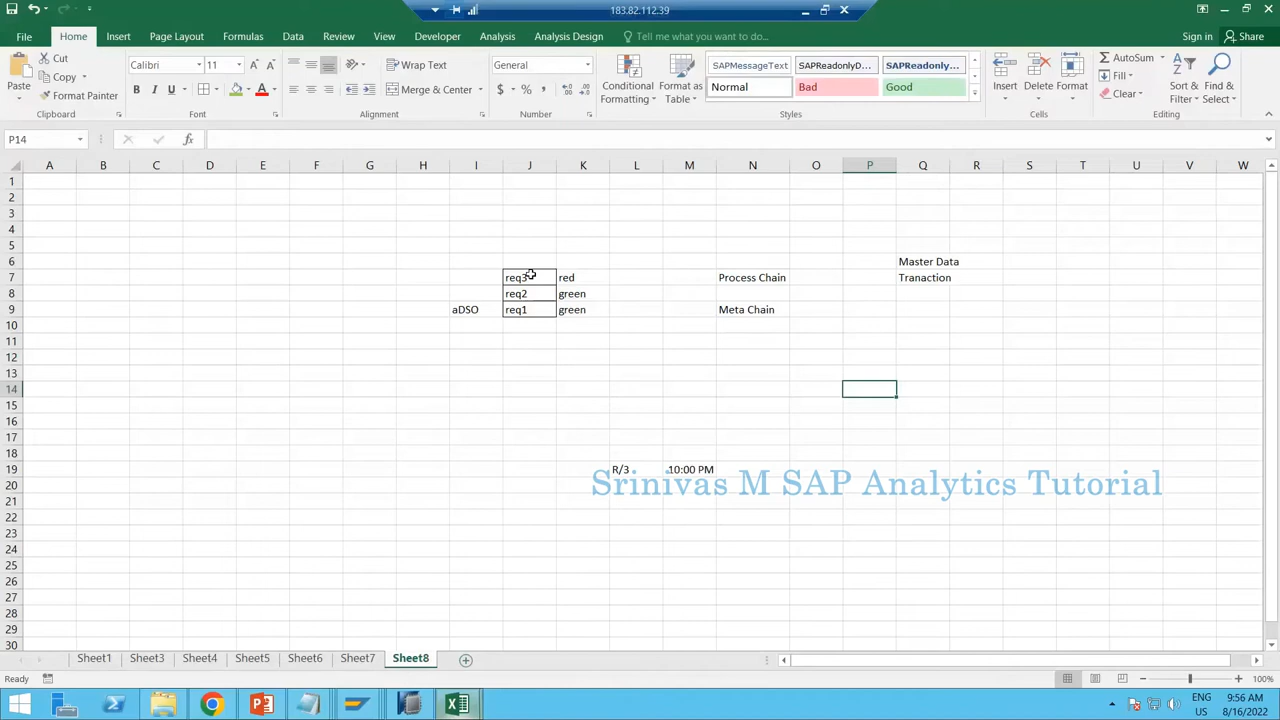 183.82.112.39
File Home Insert Page Layout Formulas Data Review View Developer Analysis Analysis Design Tell me what you want to do... Sign in Share
Cut
Copy
Format Painter
Paste
Clipboard
Calibri 11
B I U
Font
Wrap Text
Merge & Center
Alignment
General
$ % ,
Number
Conditional Formatting
Format as Table
SAPMessageText SAPReadonlyD... SAPReadonly...
Normal Bad Good
Styles
Insert Delete Format
Cells
AutoSum
Fill
Clear
Sort & Filter
Find & Select
Editing
P14
fx
A B C D E F G H I J K L M N O P Q R S T U V W
1
2
3
4
5
6 Master Data
7 req3 red Process Chain Tranaction
8 req2 green
9 aDSO req1 green Meta Chain
10
11
12
13
14
15
16
17
18
19 R/3 10:00 PM
20 Srinivas M SAP Analytics Tutorial
21
22
23
24
25
26
27
28
29
30
Sheet1 Sheet3 Sheet4 Sheet5 Sheet6 Sheet7 Sheet8
Ready 100%
ENG 9:56 AM
US 8/16/2022